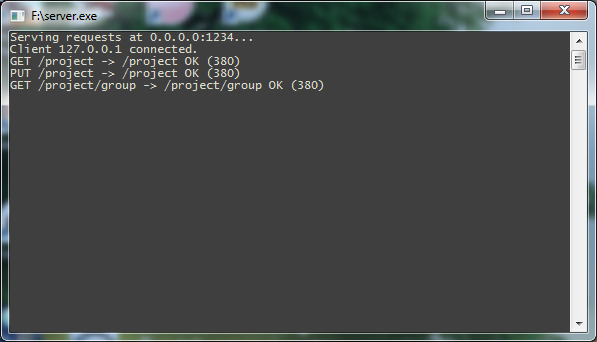 F:\server.exe
Serving requests at 0.0.0.0:1234...
Client 127.0.0.1 connected.
GET /project -> /project OK (380)
PUT /project -> /project OK (380)
GET /project/group -> /project/group OK (380)